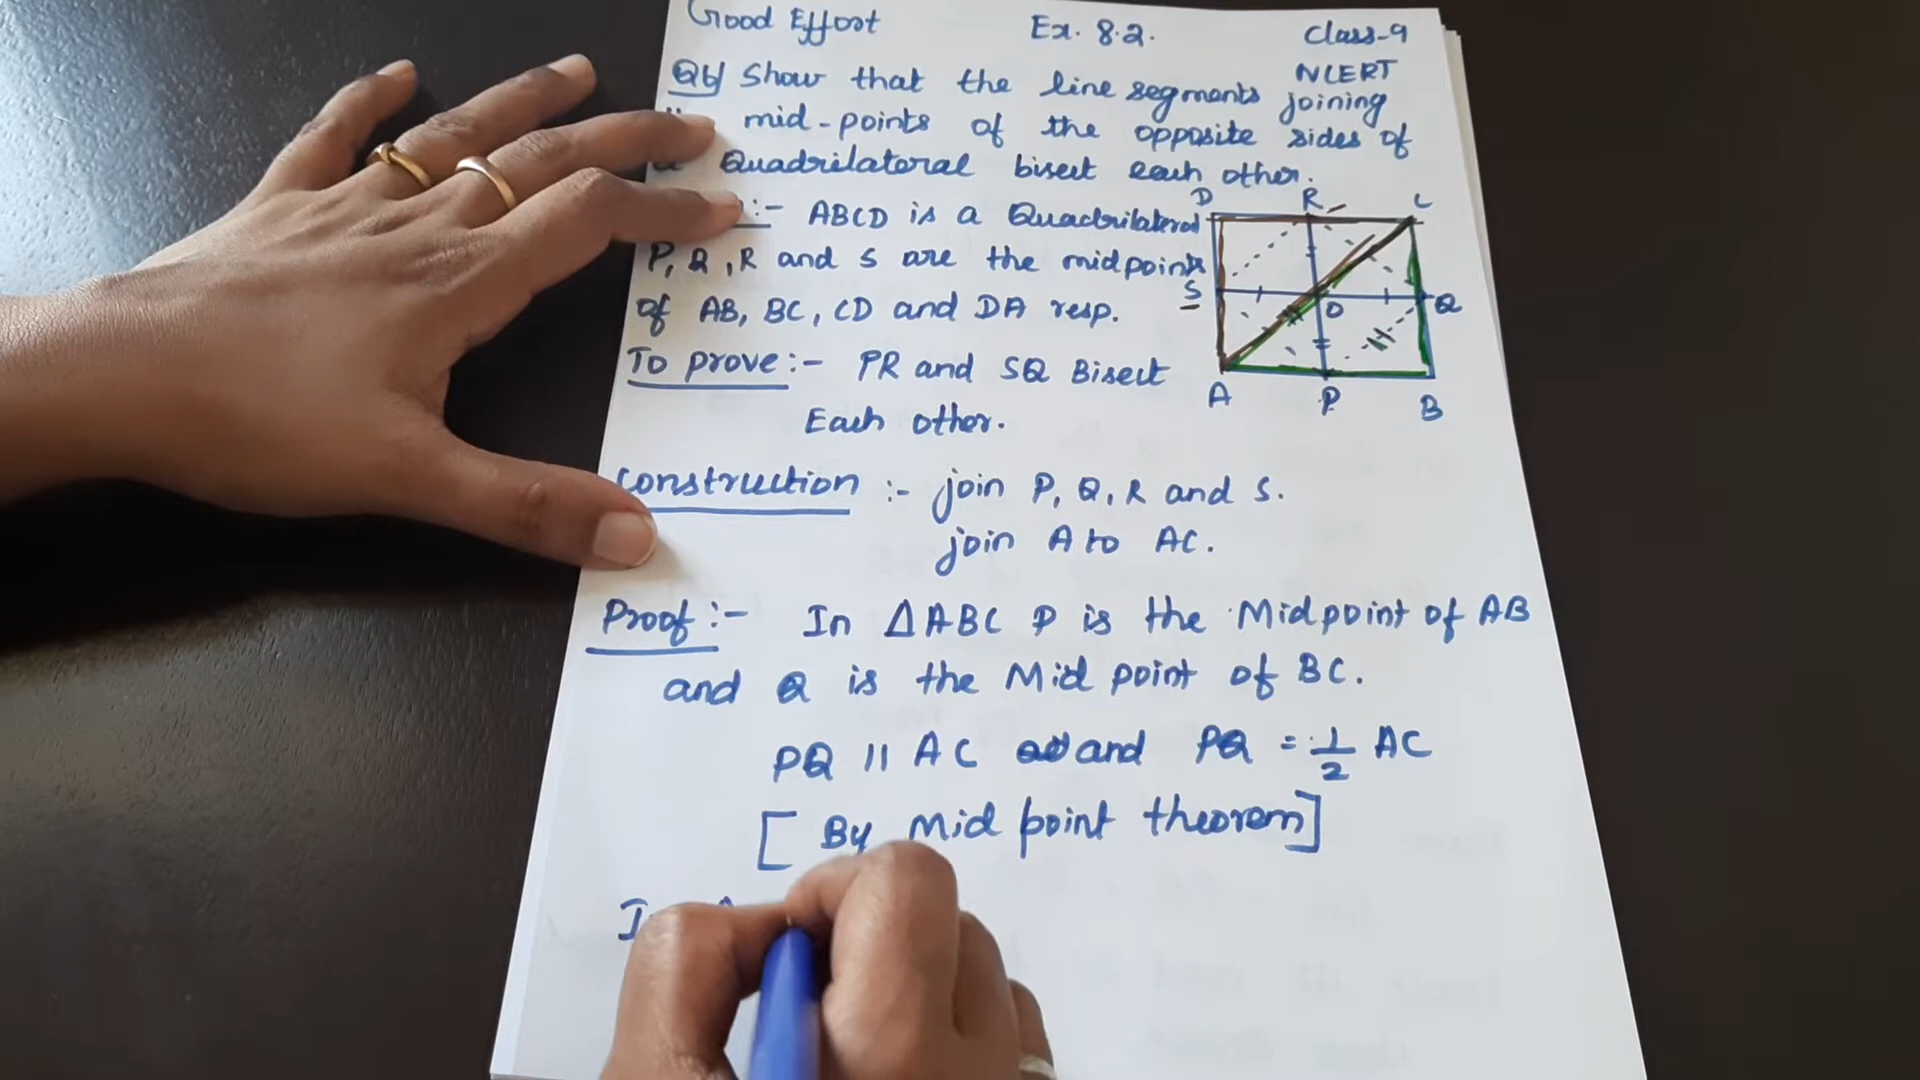 Good Effort Ex. 8.2. Class-9
NCERT
Q6) Show that the line segments joining
mid-points of the opposite sides of
a Quadrilateral bisect each other.
:- ABCD is a Quadrilateral
P, Q, R and S are the midpoints
of AB, BC, CD and DA resp.
To prove :- PR and SQ Bisect
Each other.
D R C
S O Q
A P B
Construction :- join P, Q, R and S.
join A to AC.
Proof :- In ΔABC P is the Midpoint of AB
and Q is the Mid point of BC.
PQ || AC and PQ = 1/2 AC
[ By Mid point theorem]